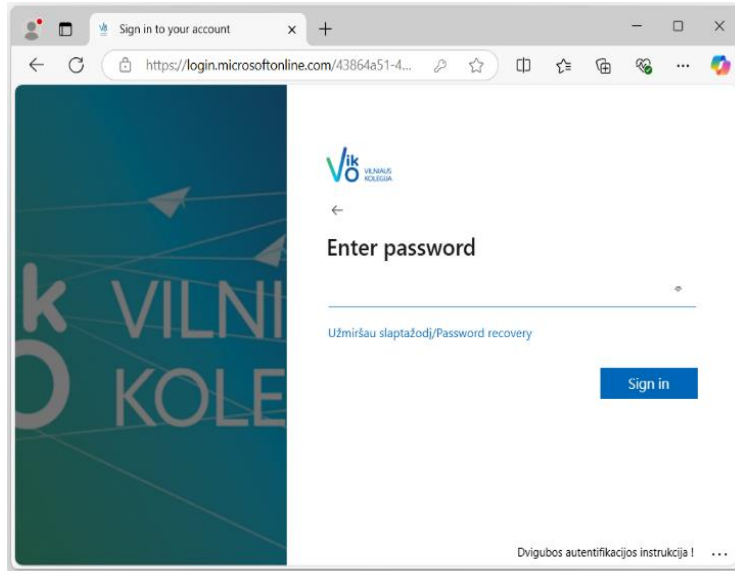 Sign in to your account
https://login.microsoftonline.com/43864a51-4...
Vik
O VILNIAUS
KOLEGIJA
Enter password
Užmiršau slaptažodį/Password recovery
Sign in
k VILNI
O KOLE
Dvigubos autentifikacijos instrukcija ! ...